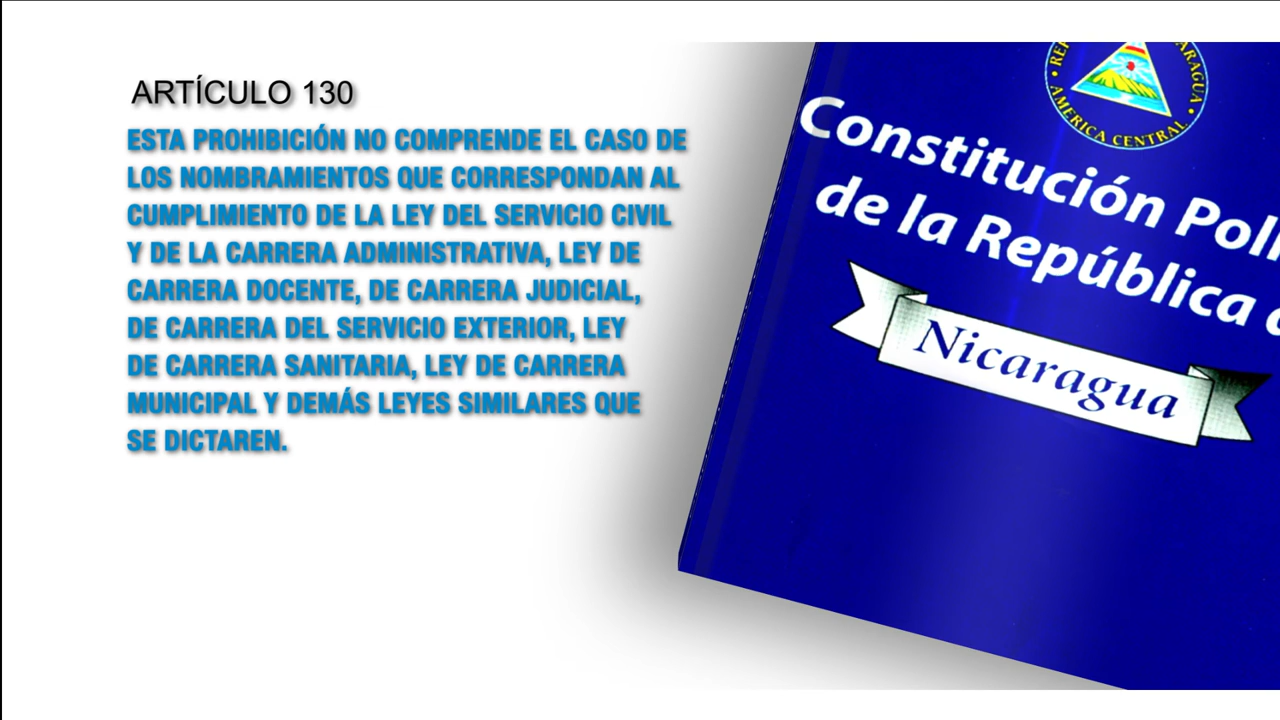 ARTÍCULO 130
ESTA PROHIBICIÓN NO COMPRENDE EL CASO DE
LOS NOMBRAMIENTOS QUE CORRESPONDAN AL
CUMPLIMIENTO DE LA LEY DEL SERVICIO CIVIL
Y DE LA CARRERA ADMINISTRATIVA, LEY DE
CARRERA DOCENTE, DE CARRERA JUDICIAL,
DE CARRERA DEL SERVICIO EXTERIOR, LEY
DE CARRERA SANITARIA, LEY DE CARRERA
MUNICIPAL Y DEMÁS LEYES SIMILARES QUE
SE DICTAREN.
AMERICA CENTRAL
Constitución
de la República
Nicaragua